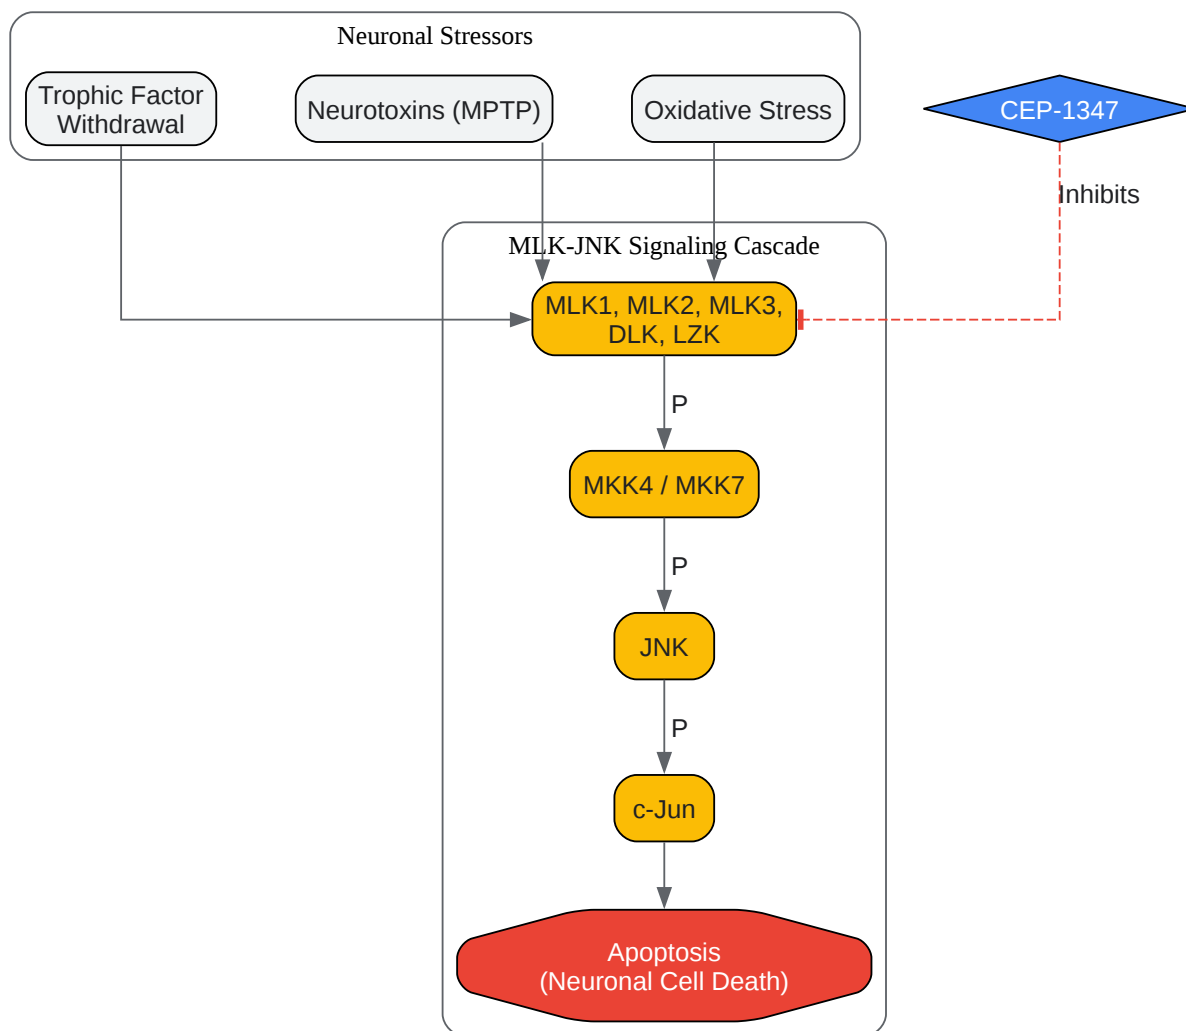 Neuronal Stressors
Trophic Factor
Withdrawal
Neurotoxins (MPTP)
Oxidative Stress
CEP-1347
Inhibits
MLK-JNK Signaling Cascade
MLK1, MLK2, MLK3,
DLK, LZK
P
MKK4 / MKK7
P
JNK
P
c-Jun
Apoptosis
(Neuronal Cell Death)